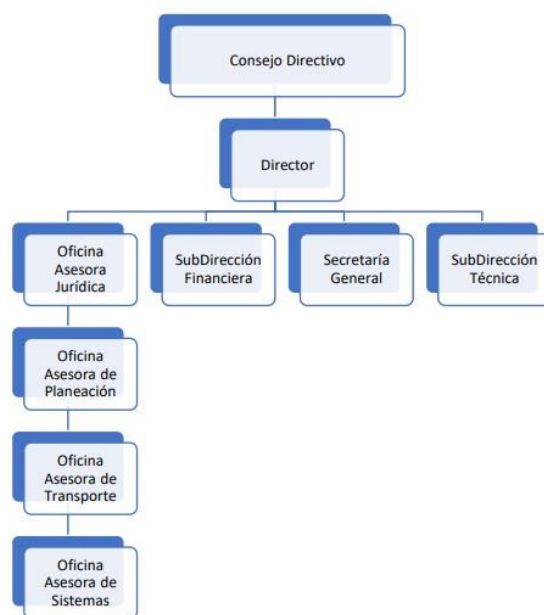 Consejo Directivo
Director
Oficina
Asesora
Jurídica
SubDirección
Financiera
Secretaría
General
SubDirección
Técnica
Oficina
Asesora de
Planeación
Oficina
Asesora de
Transporte
Oficina
Asesora de
Sistemas